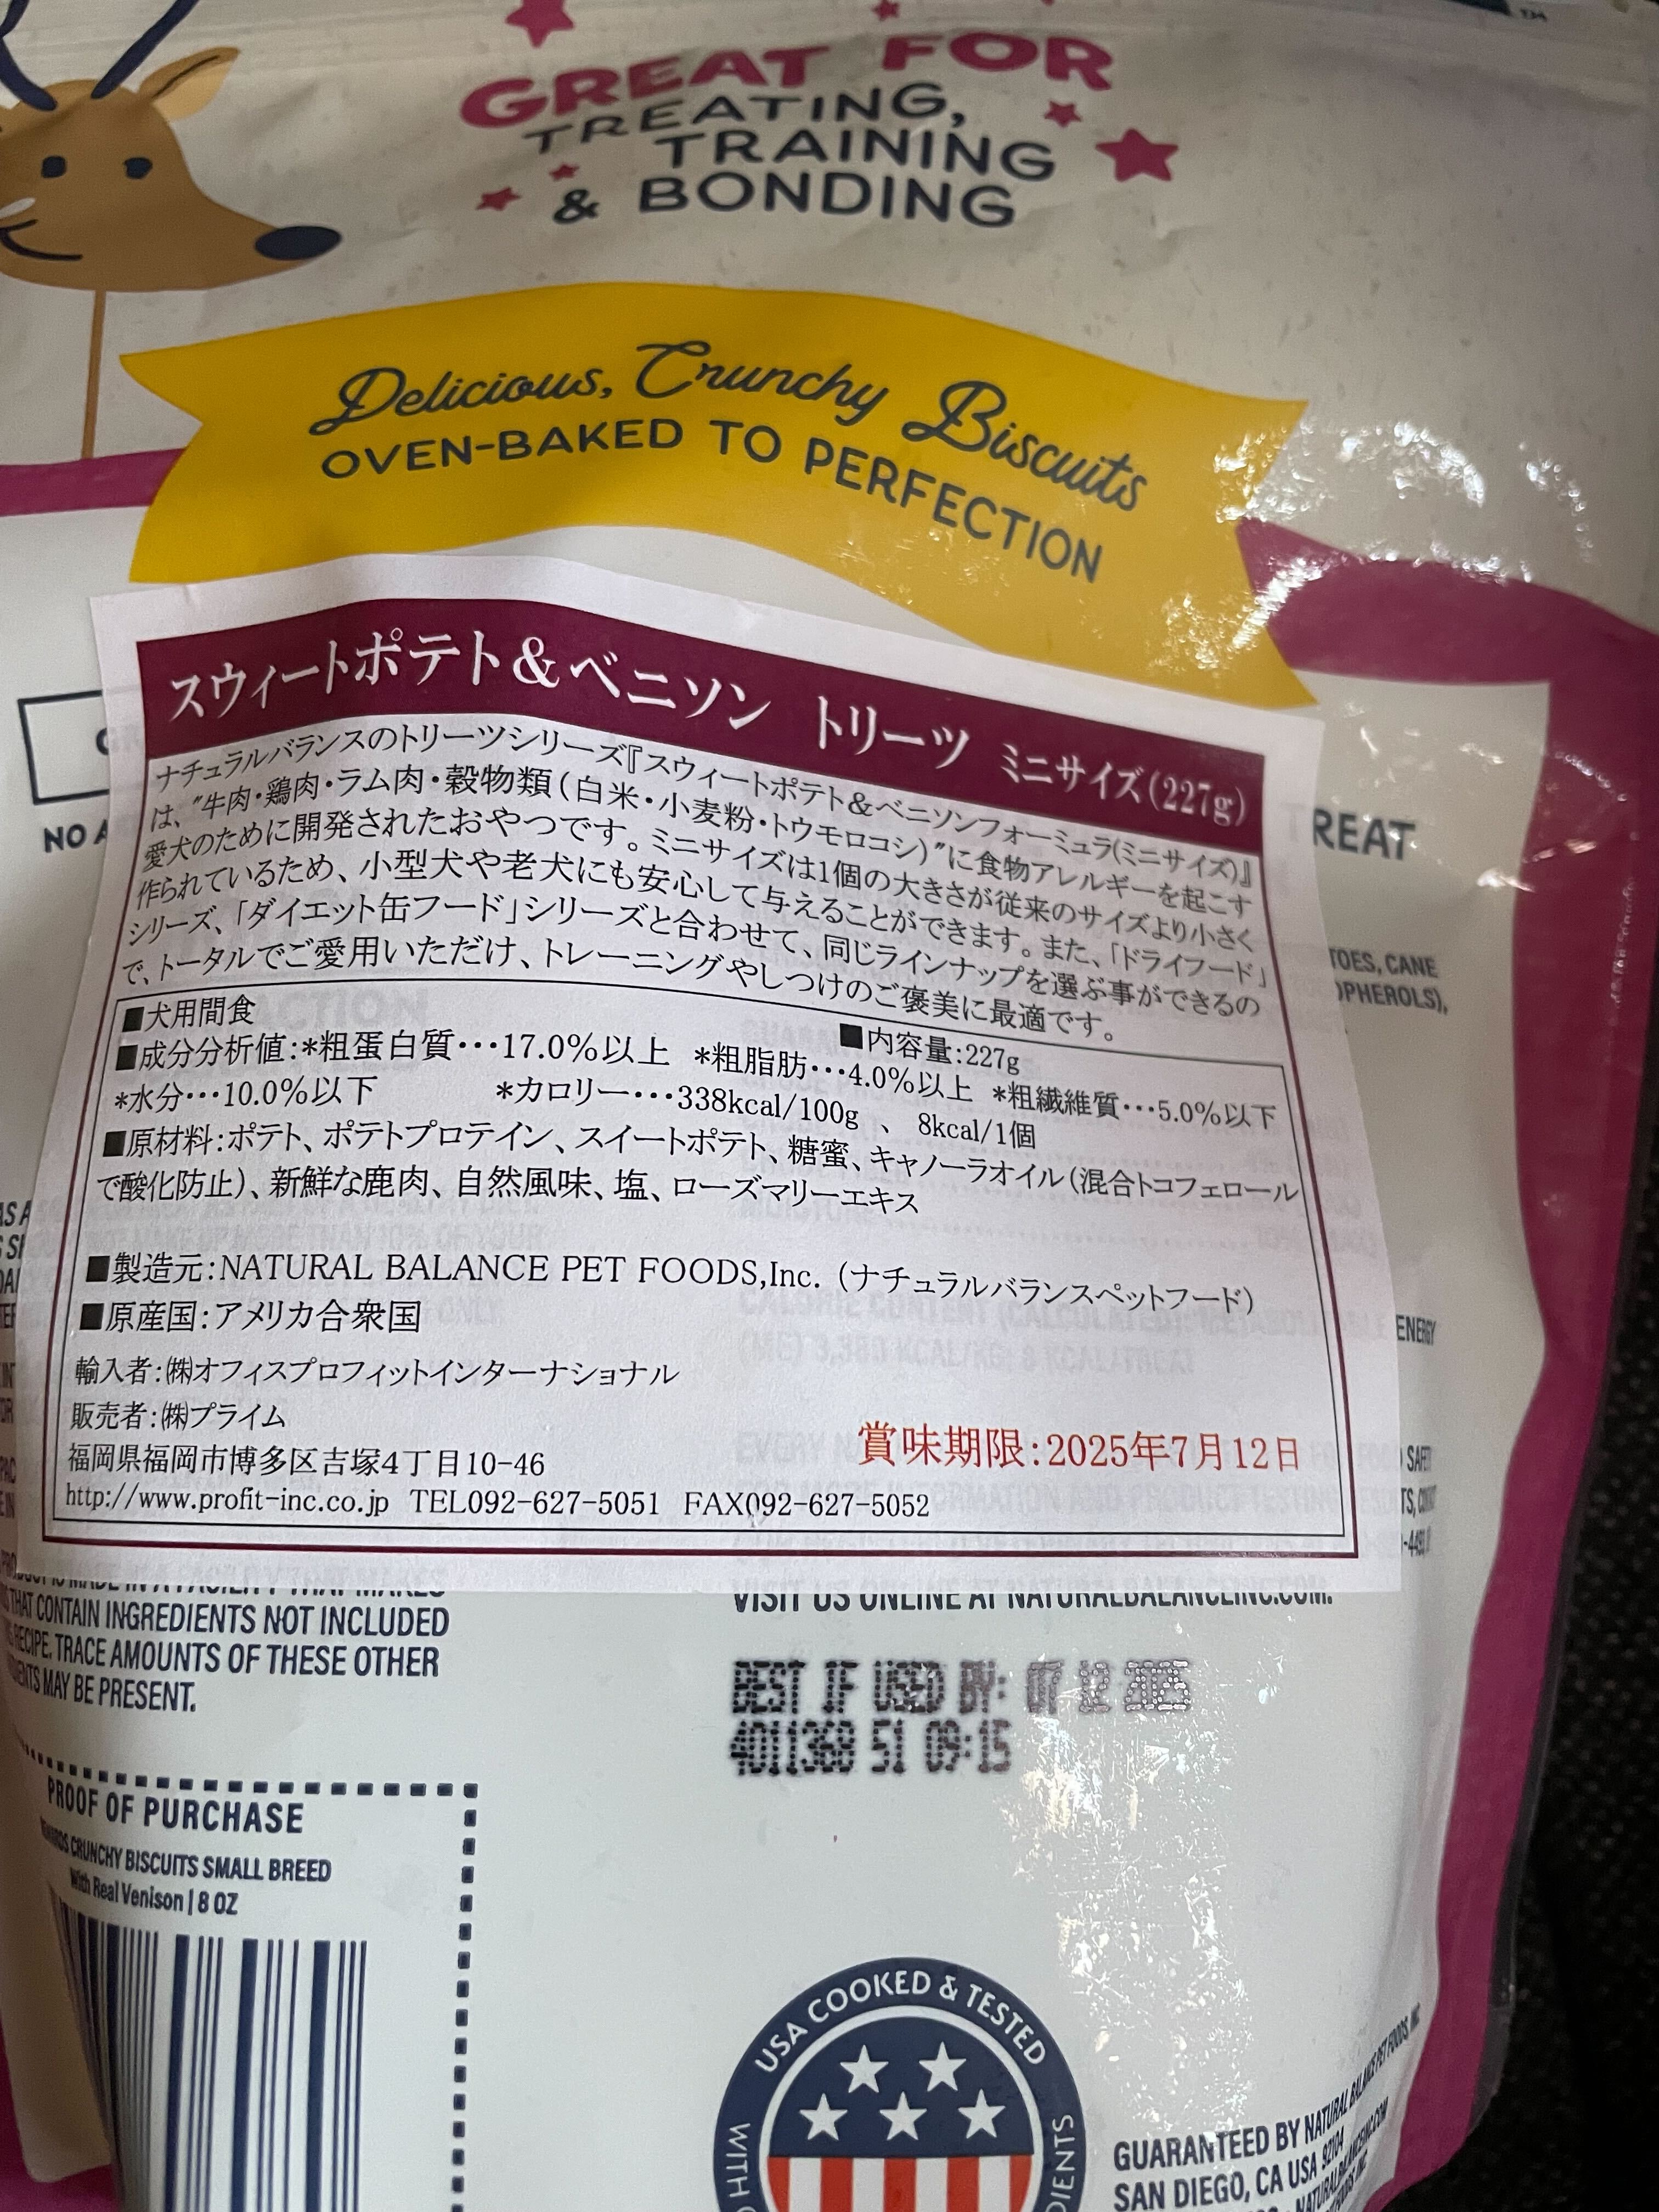 TM
GREAT FOR
TREATING,
TRAINING
& BONDING
Delicious, Crunchy Biscuits
OVEN-BAKED TO PERFECTION
スウィートポテト&ベニソン トリーツ ミニサイズ(227g)
ナチュラルバランスのトリーツシリーズ『スウィートポテト&ベニソンフォーミュラ(ミニサイズ)』
は、"牛肉・鶏肉・ラム肉・穀物類(白米・小麦粉・トウモロコシ)"に食物アレルギーを起こす
愛犬のために開発されたおやつです。ミニサイズは1個の大きさが従来のサイズより小さく
作られているため、小型犬や老犬にも安心して与えることができます。また、「ドライフード」
シリーズ、「ダイエット缶フード」シリーズと合わせて、同じラインナップを選ぶ事ができるの
で、トータルでご愛用いただけ、トレーニングやしつけのご褒美に最適です。
■犬用間食 ■内容量:227g
■成分分析値:*粗蛋白質・・・17.0%以上 *粗脂肪・・・4.0%以上 *粗繊維質・・・5.0%以下
*水分・・・10.0%以下 *カロリー・・・338kcal/100g 、 8kcal/1個
■原材料:ポテト、ポテトプロテイン、スイートポテト、糖蜜、キャノーラオイル(混合トコフェロール
で酸化防止)、新鮮な鹿肉、自然風味、塩、ローズマリーエキス
■製造元:NATURAL BALANCE PET FOODS,Inc. (ナチュラルバランスペットフード)
■原産国:アメリカ合衆国
輸入者:㈱オフィスプロフィットインターナショナル
販売者:㈱プライム
福岡県福岡市博多区吉塚4丁目10-46
http://www.profit-inc.co.jp TEL092-627-5051 FAX092-627-5052
賞味期限:2025年7月12日
NO A
REAT
TOES, CANE
OPHEROLS),
ENERGY
THAT CONTAIN INGREDIENTS NOT INCLUDED
RECIPE. TRACE AMOUNTS OF THESE OTHER
MAY BE PRESENT.
VISIT US ONLINE AT NATURALBALANCEINC.COM.
BEST IF USED BY: 07 12 2025
4011368 51 09:15
PROOF OF PURCHASE
CRUNCHY BISCUITS SMALL BREED
With Real Venison | 8 OZ
USA COOKED & TESTED
WITH
GUARANTEED BY NATURAL BALANCE PET FOODS, INC.
SAN DIEGO, CA USA 92104